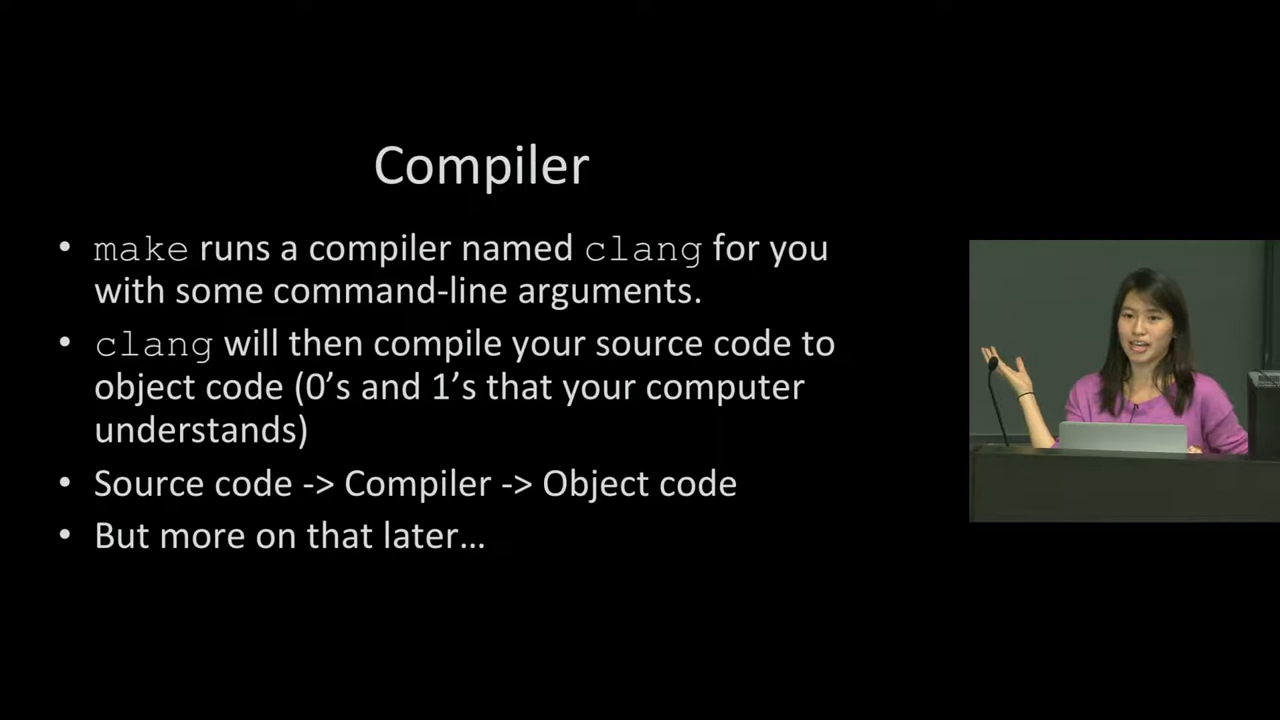 Compiler
• make runs a compiler named clang for you
with some command-line arguments.
• clang will then compile your source code to
object code (0’s and 1’s that your computer
understands)
• Source code -> Compiler -> Object code
• But more on that later…